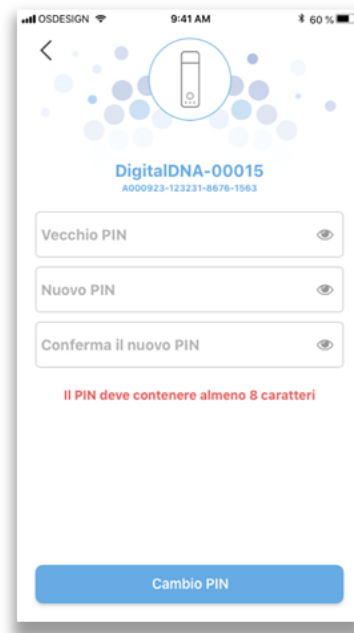 OSDESIGN 9:41 AM 60 %
DigitalDNA-00015
A000923-123231-8676-1563
Vecchio PIN
Nuovo PIN
Conferma il nuovo PIN
Il PIN deve contenere almeno 8 caratteri
Cambio PIN